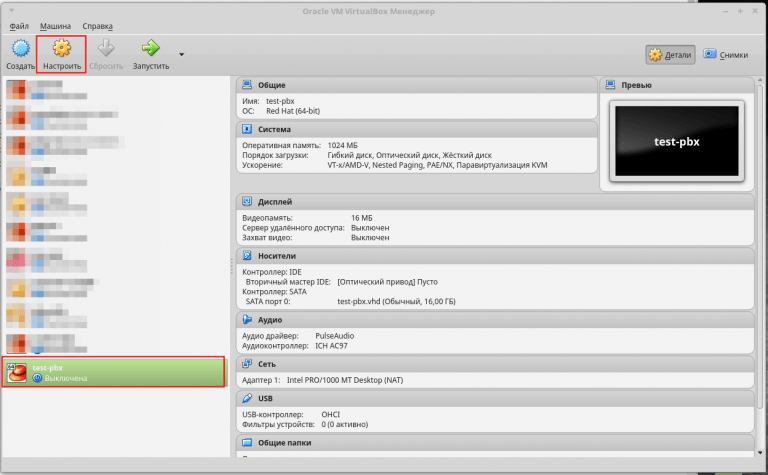 Oracle VM VirtualBox Менеджер
Файл Машина Справка
Создать Настроить Сбросить Запустить Детали Снимки
Общие
Имя: test-pbx
ОС: Red Hat (64-bit)
Система
Оперативная память: 1024 МБ
Порядок загрузки: Гибкий диск, Оптический диск, Жёсткий диск
Ускорение: VT-x/AMD-V, Nested Paging, PAE/NX, Паравиртуализация KVM
Превью
test-pbx
Дисплей
Видеопамять: 16 МБ
Сервер удалённого доступа: Выключен
Захват видео: Выключен
Носители
Контроллер: IDE
Вторичный мастер IDE: [Оптический привод] Пусто
Контроллер: SATA
SATA порт 0: test-pbx.vhd (Обычный, 16,00 ГБ)
Аудио
Аудио драйвер: PulseAudio
Аудиоконтроллер: ICH AC97
64
test-pbx
Выключена
Сеть
Адаптер 1: Intel PRO/1000 MT Desktop (NAT)
USB
USB-контроллер: OHCI
Фильтры устройств: 0 (0 активно)
Общие папки